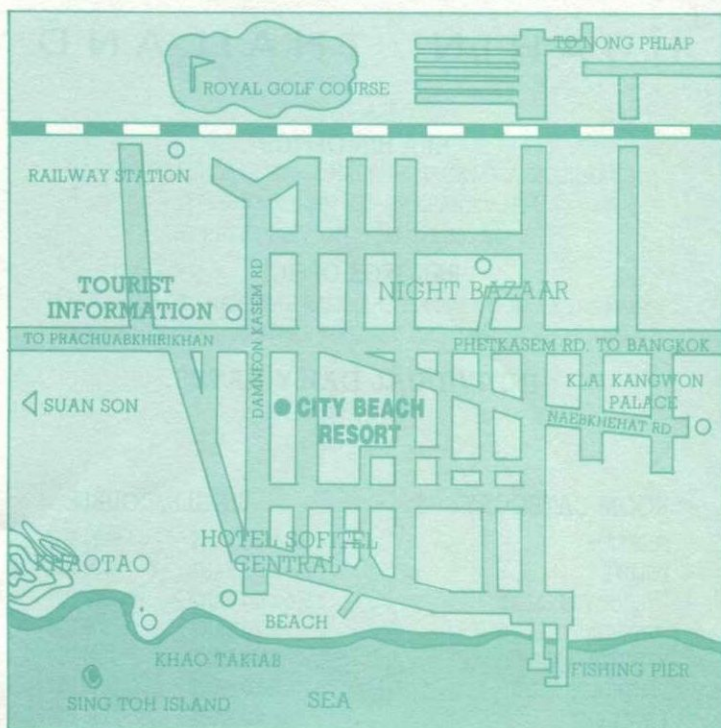 TO NONG PHLAP
ROYAL GOLF COURSE
RAILWAY STATION
TOURIST
INFORMATION
DAMNEON KASEM RD
NIGHT BAZAAR
TO PRACHUABKHIRIKHAN
PHETKASEM RD. TO BANGKOK
SUAN SON
CITY BEACH
RESORT
KLAI KANGWON
PALACE
NAEBKHEHAT RD
HOTEL SOFITEL
CENTRAL
KHAOTAO
BEACH
KHAO TAKIAB
FISHING PIER
SING TOH ISLAND
SEA